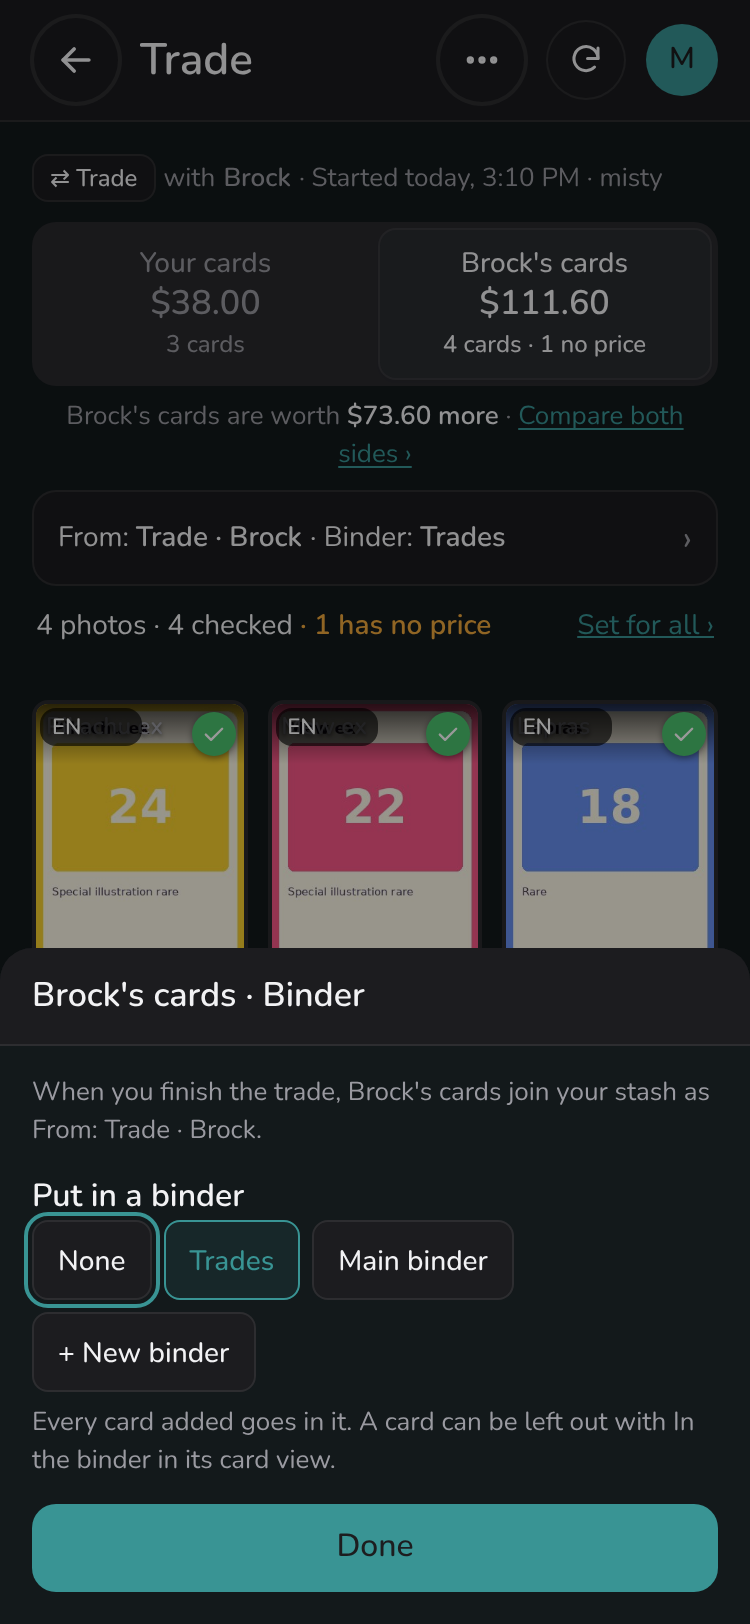 Trade
M
⇄ Trade with Brock · Started today, 3:10 PM · misty
Your cards
$38.00
3 cards
Brock's cards
$111.60
4 cards · 1 no price
Brock's cards are worth $73.60 more · Compare both
sides ›
From: Trade · Brock · Binder: Trades ›
4 photos · 4 checked · 1 has no price
Set for all ›
EN
EN
EN
24
22
18
Special illustration rare
Special illustration rare
Rare
Brock's cards · Binder
When you finish the trade, Brock's cards join your stash as
From: Trade · Brock.
Put in a binder
None
Trades
Main binder
+ New binder
Every card added goes in it. A card can be left out with In
the binder in its card view.
Done